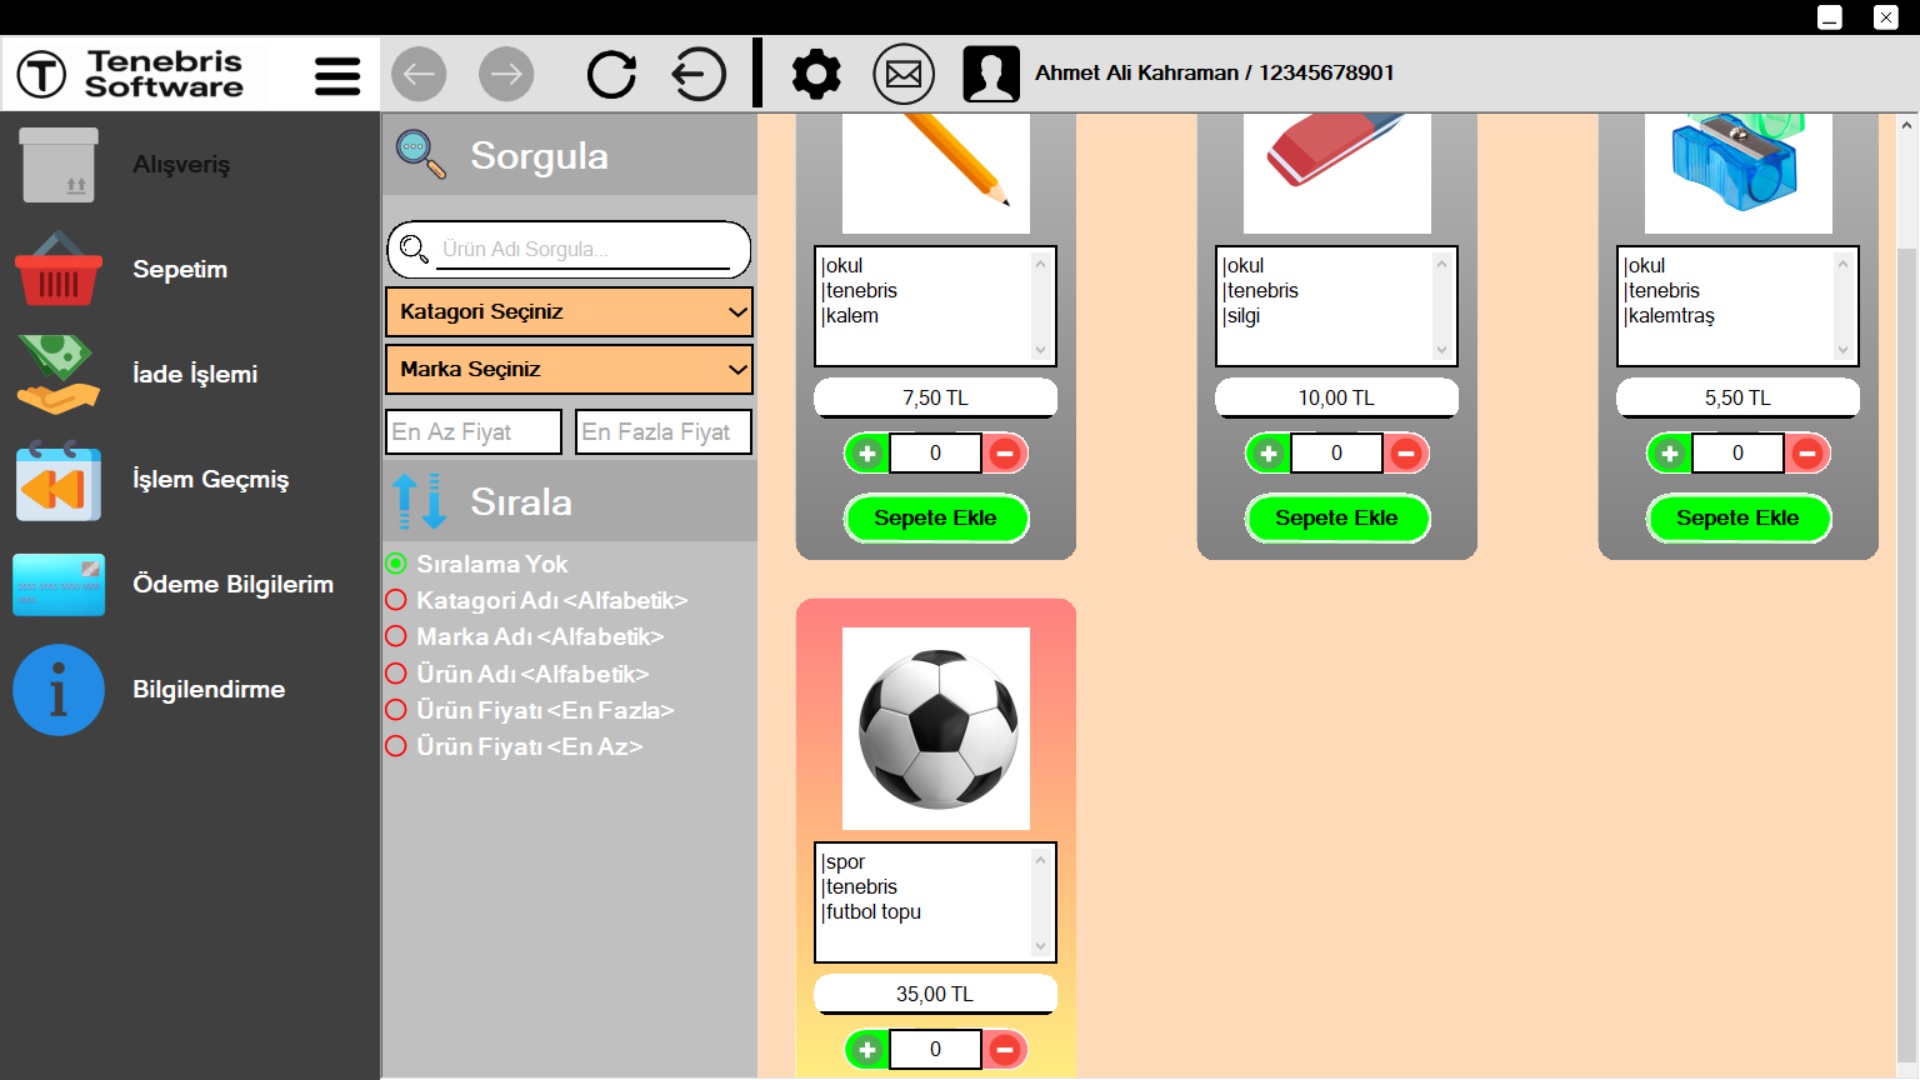 Tenebris
Software
Ahmet Ali Kahraman / 12345678901
Alışveriş
Sepetim
İade İşlemi
İşlem Geçmiş
Ödeme Bilgilerim
Bilgilendirme
Sorgula
Ürün Adı Sorgula...
Katagori Seçiniz
Marka Seçiniz
En Az Fiyat
En Fazla Fiyat
Sırala
Sıralama Yok
Katagori Adı <Alfabetik>
Marka Adı <Alfabetik>
Ürün Adı <Alfabetik>
Ürün Fiyatı <En Fazla>
Ürün Fiyatı <En Az>
|okul
|tenebris
|kalem
7,50 TL
0
Sepete Ekle
|okul
|tenebris
|silgi
10,00 TL
0
Sepete Ekle
|okul
|tenebris
|kalemtraş
5,50 TL
0
Sepete Ekle
|spor
|tenebris
|futbol topu
35,00 TL
0